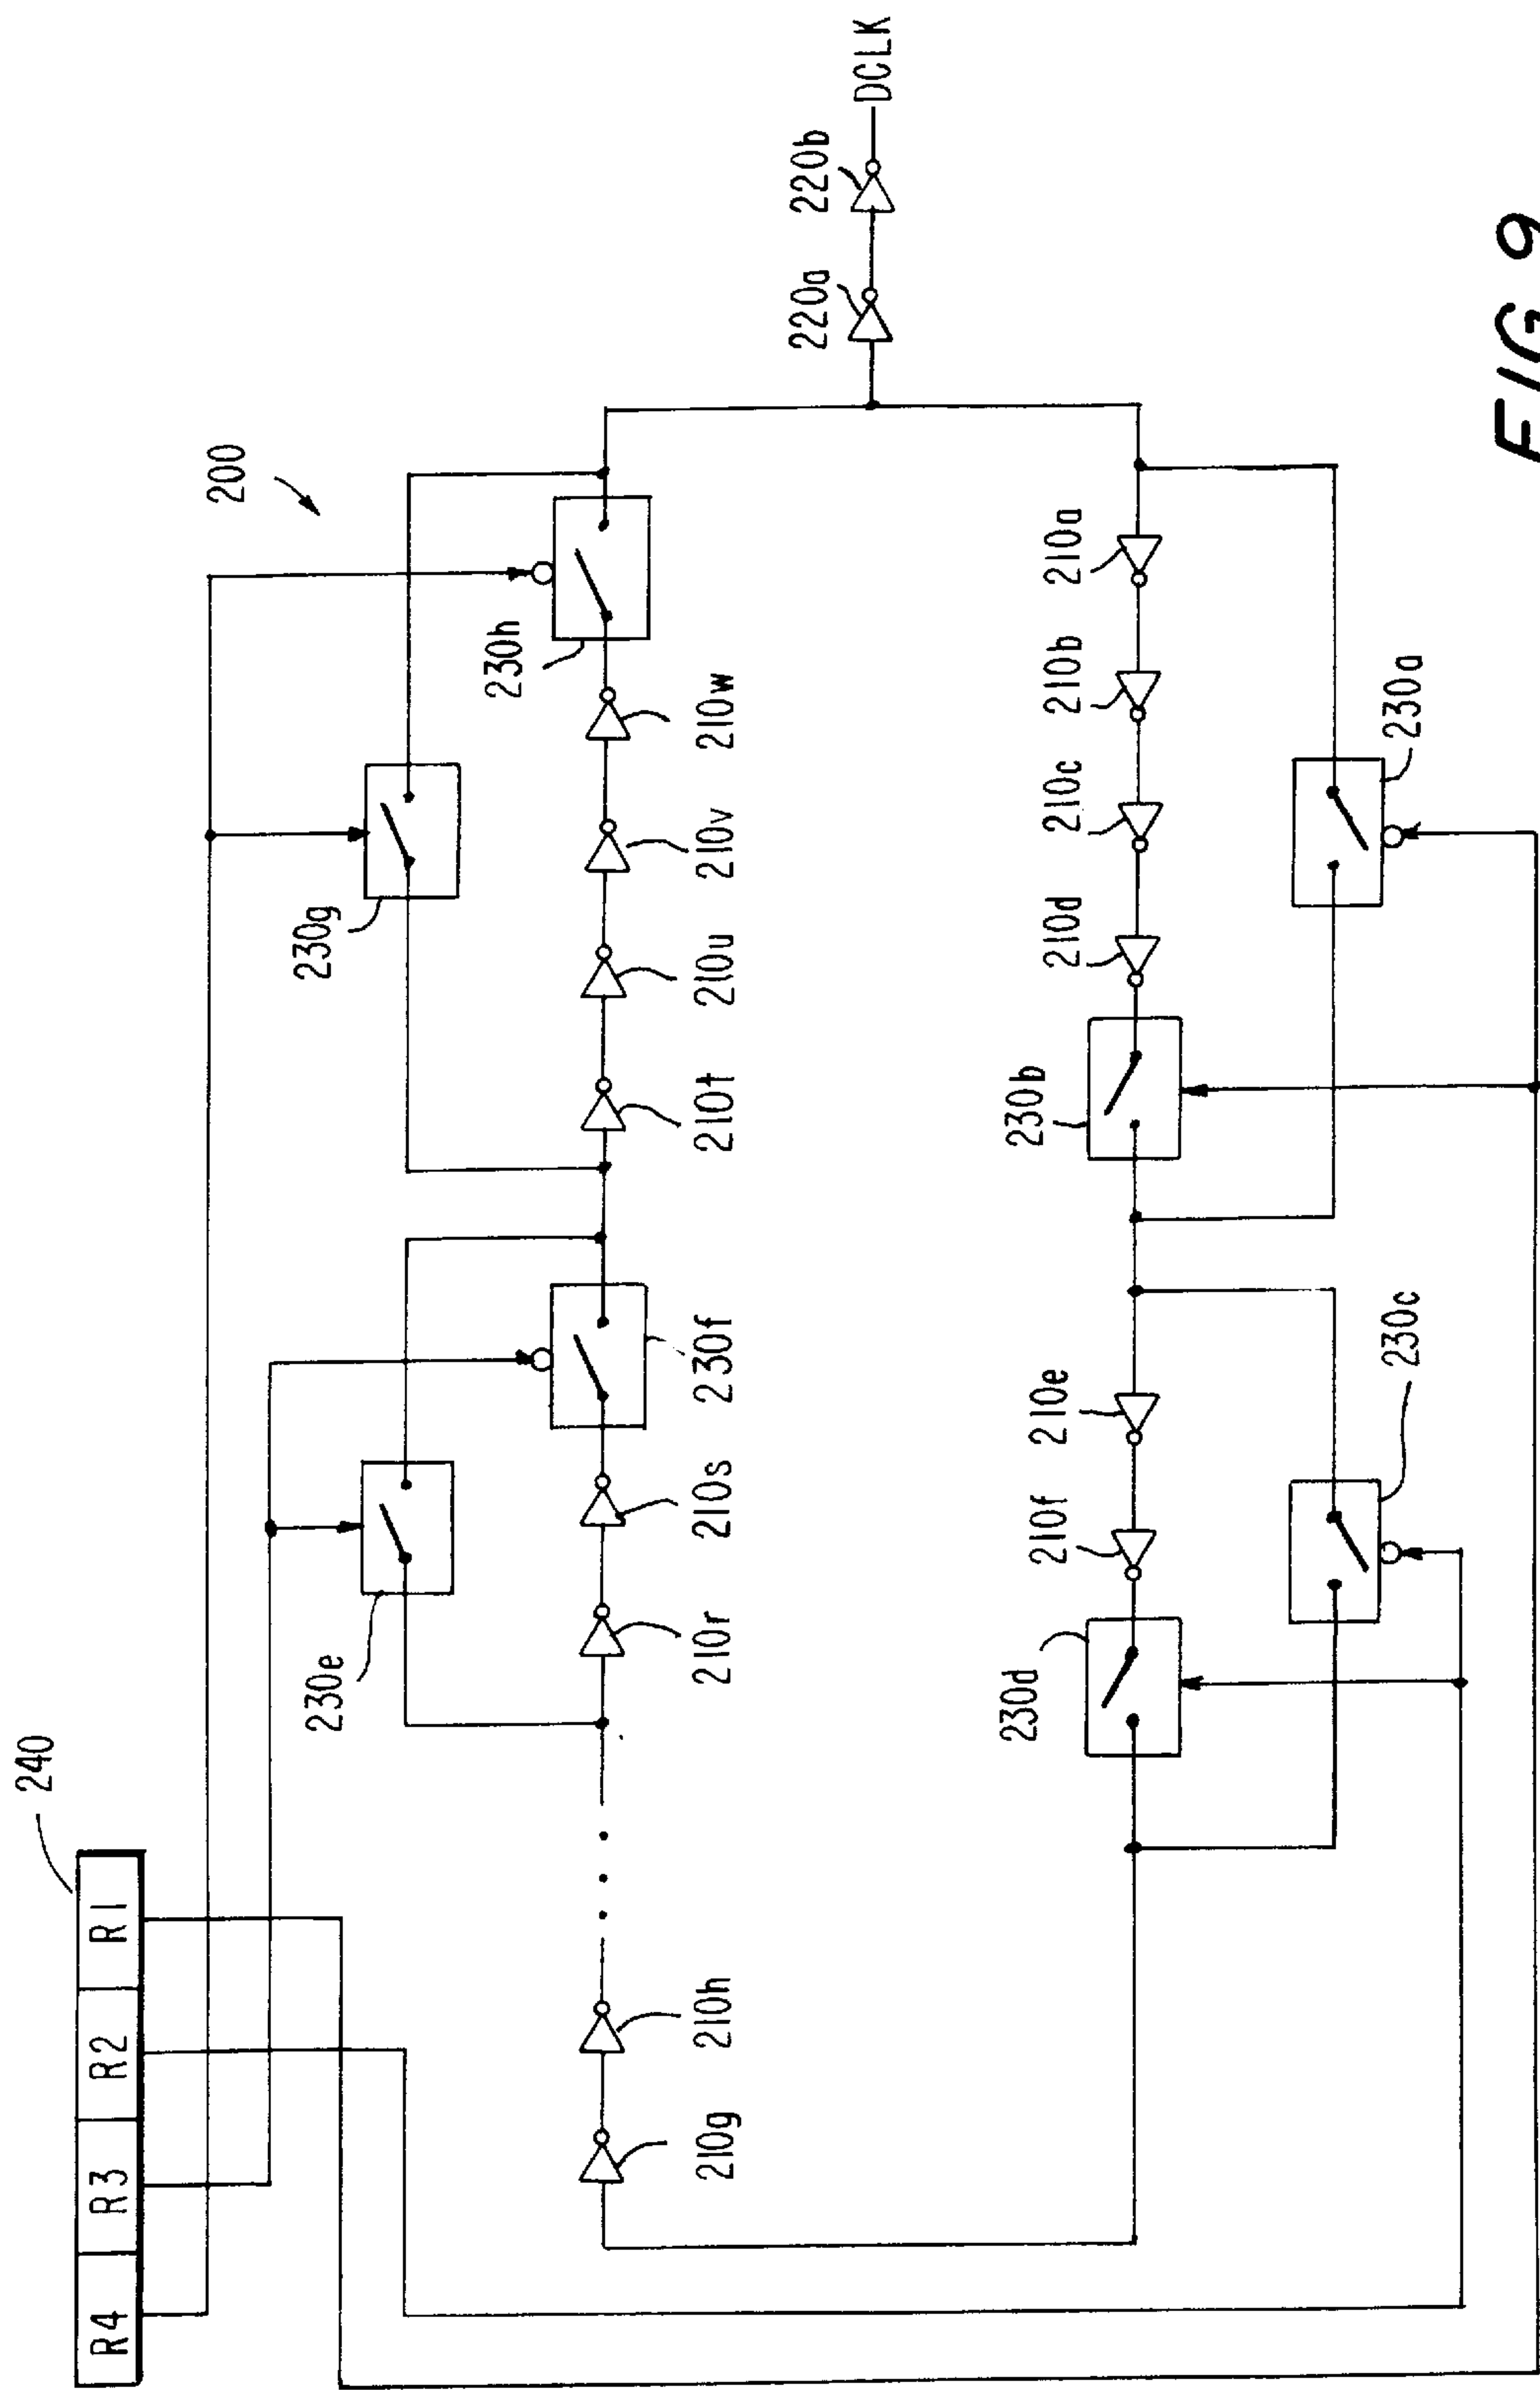 240
R4 R3 R2 R1
200
230e
230g
230h
230f
210g
210h
210r
210s
210t
210u
210v
210w
220a
220b
DCLK
230d
210f
210e
230b
210d
210c
210b
210a
230c
230a
FIG 9